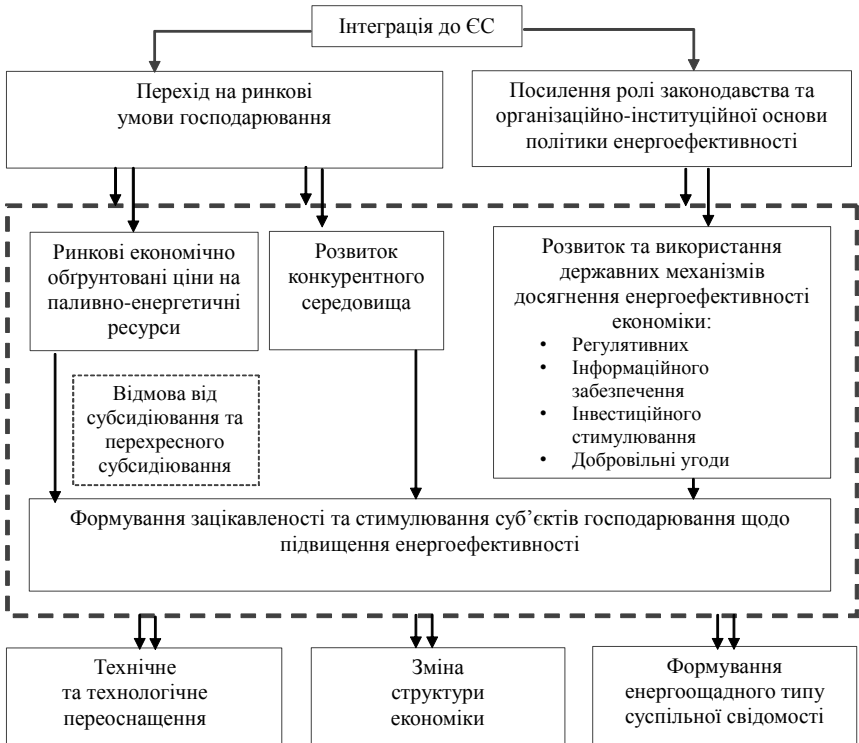 Інтеграція до ЄС
Перехід на ринкові
умови господарювання
Посилення ролі законодавства та
організаційно-інституційної основи
політики енергоефективності
Ринкові економічно
обґрунтовані ціни на
паливно-енергетичні
ресурси
Розвиток
конкурентного
середовища
Розвиток та використання
державних механізмів
досягнення енергоефективності
економіки:
• Регулятивних
• Інформаційного
забезпечення
• Інвестиційного
стимулювання
• Добровільні угоди
Відмова від
субсидіювання та
перехресного
субсидіювання
Формування зацікавленості та стимулювання суб’єктів господарювання щодо
підвищення енергоефективності
Технічне
та технологічне
переоснащення
Зміна
структури
економіки
Формування
енергоощадного типу
суспільної свідомості